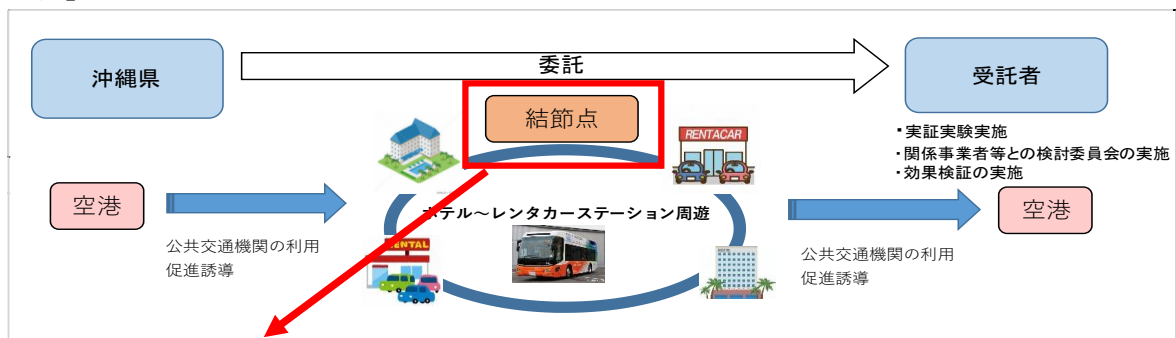 沖縄県
委託
受託者
結節点
RENTACAR
・実証実験実施
・関係事業者等との検討委員会の実施
・効果検証の実施
空港
ホテル～レンタカーステーション周遊
空港
公共交通機関の利用
促進誘導
RENTAL
公共交通機関の利用
促進誘導